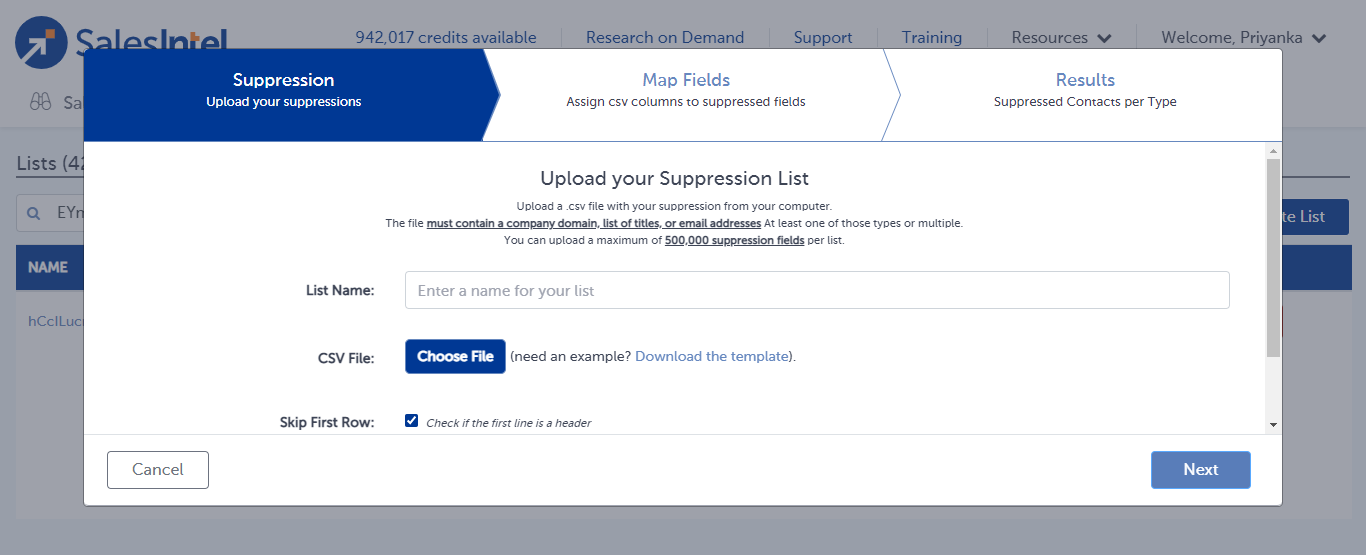 SalesIntel
942,017 credits available
Research on Demand
Support
Training
Resources
Welcome, Priyanka
Sa
Suppression
Upload your suppressions
Map Fields
Assign csv columns to suppressed fields
Results
Suppressed Contacts per Type
Lists (42
EYm
te List
NAME
hCclLucr
Upload your Suppression List
Upload a .csv file with your suppression from your computer.
The file must contain a company domain, list of titles, or email addresses At least one of those types or multiple.
You can upload a maximum of 500,000 suppression fields per list.
List Name:
Enter a name for your list
CSV File:
Choose File
(need an example? Download the template).
Skip First Row:
Check if the first line is a header
Cancel
Next